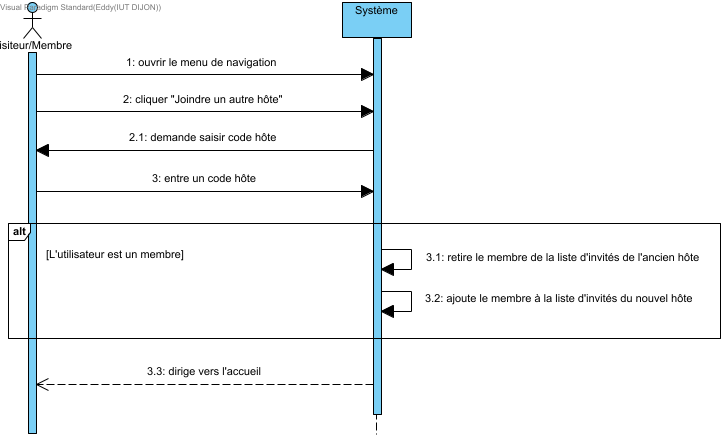 Visual Paradigm Standard(Eddy(IUT DIJON))
Système
isiteur/Membre
1: ouvrir le menu de navigation
2: cliquer "Joindre un autre hôte"
2.1: demande saisir code hôte
3: entre un code hôte
alt
[L'utilisateur est un membre]
3.1: retire le membre de la liste d'invités de l'ancien hôte
3.2: ajoute le membre à la liste d'invités du nouvel hôte
3.3: dirige vers l'accueil